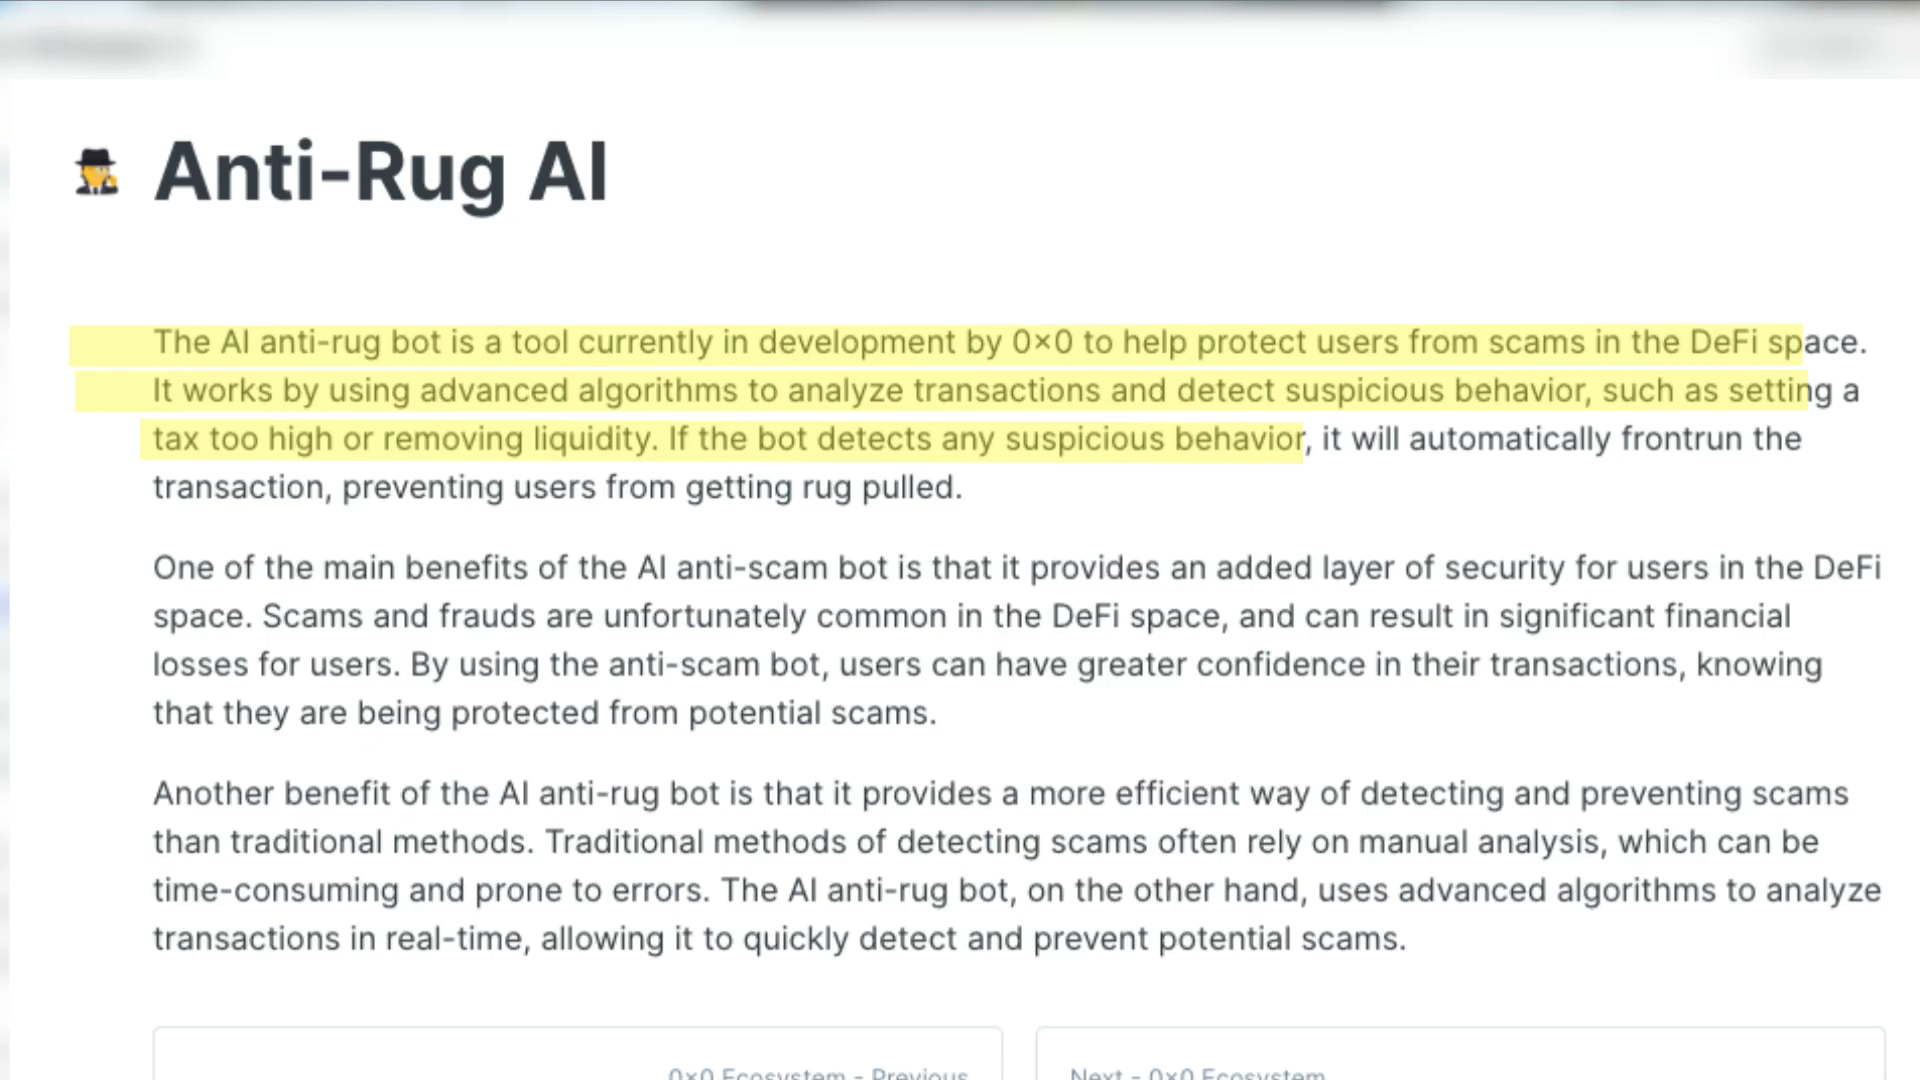 Anti-Rug AI
The AI anti-rug bot is a tool currently in development by 0×0 to help protect users from scams in the DeFi space.
It works by using advanced algorithms to analyze transactions and detect suspicious behavior, such as setting a
tax too high or removing liquidity. If the bot detects any suspicious behavior, it will automatically frontrun the
transaction, preventing users from getting rug pulled.
One of the main benefits of the AI anti-scam bot is that it provides an added layer of security for users in the DeFi
space. Scams and frauds are unfortunately common in the DeFi space, and can result in significant financial
losses for users. By using the anti-scam bot, users can have greater confidence in their transactions, knowing
that they are being protected from potential scams.
Another benefit of the AI anti-rug bot is that it provides a more efficient way of detecting and preventing scams
than traditional methods. Traditional methods of detecting scams often rely on manual analysis, which can be
time-consuming and prone to errors. The AI anti-rug bot, on the other hand, uses advanced algorithms to analyze
transactions in real-time, allowing it to quickly detect and prevent potential scams.
0×0 Ecosystem - Previous
Next - 0×0 Ecosystem